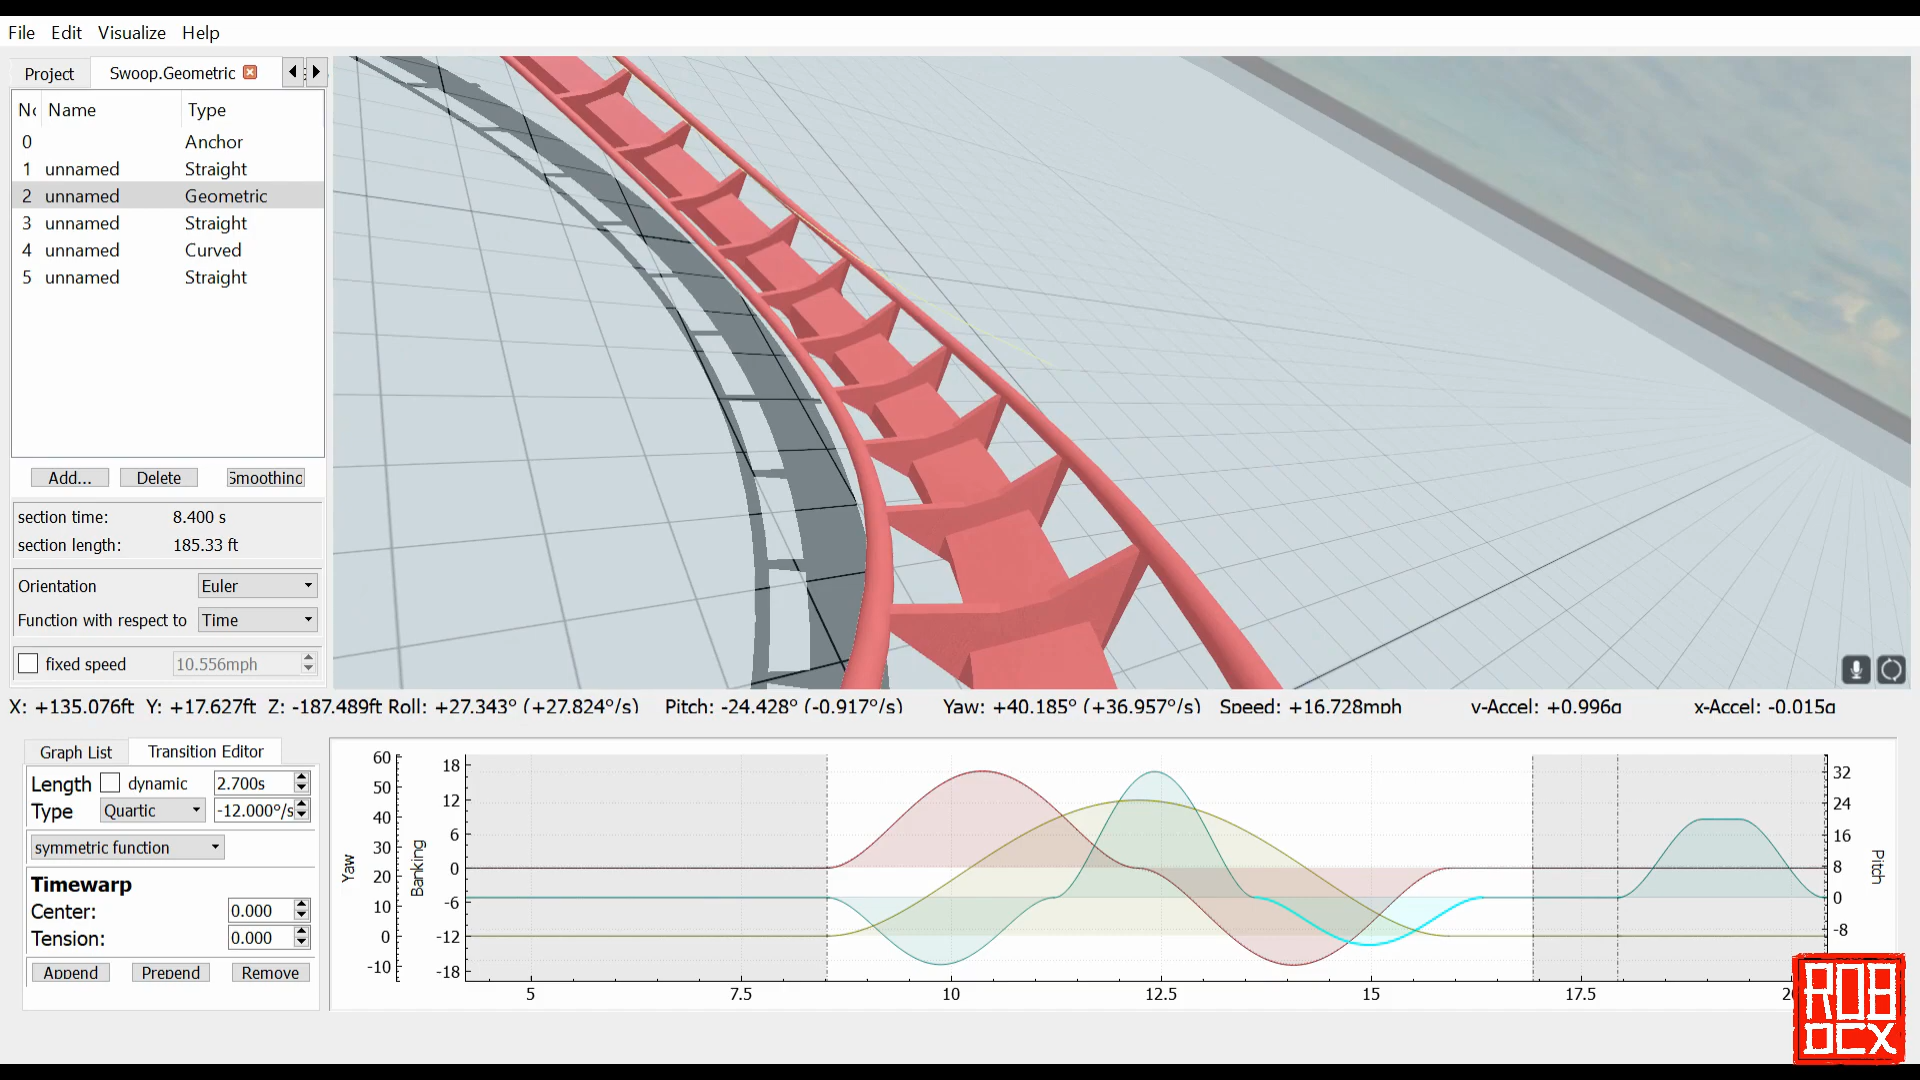 File Edit Visualize Help
Project Swoop.Geometric
Name Type
0 Anchor
1 unnamed Straight
2 unnamed Geometric
3 unnamed Straight
4 unnamed Curved
5 unnamed Straight
Add... Delete Smoothing
section time: 8.400 s
section length: 185.33 ft
Orientation Euler
Function with respect to Time
fixed speed 10.556mph
X: +135.076ft Y: +17.627ft Z: -187.489ft Roll: +27.343° (+27.824°/s) Pitch: -24.428° (-0.917°/s) Yaw: +40.185° (+36.957°/s) Speed: +16.728mph y-Accel: +0.996g x-Accel: -0.015g
Graph List Transition Editor
Length dynamic 2.700s
Type Quartic -12.000°/s
symmetric function
Timewarp
Center: 0.000
Tension: 0.000
Append Prepend Remove
Yaw
60
50
40
30
20
10
0
-10
Banking
18
12
6
0
-6
-12
-18
32
24
16
8
0
-8
Pitch
5 7.5 10 12.5 15 17.5
ROB
DCX